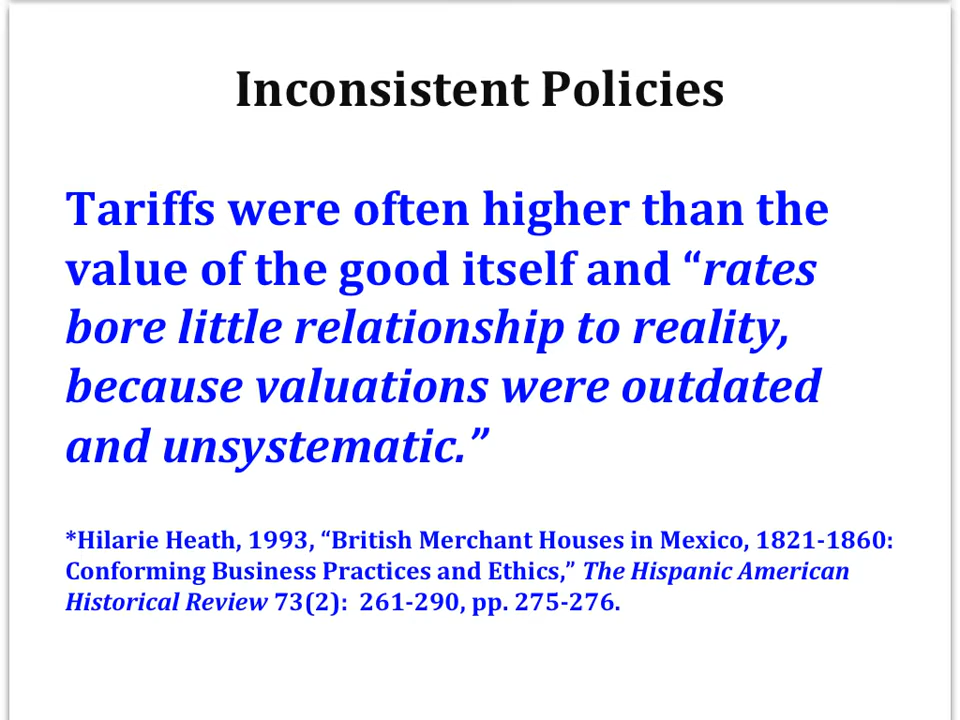 Inconsistent Policies
Tariffs were often higher than the
value of the good itself and “rates
bore little relationship to reality,
because valuations were outdated
and unsystematic.”
*Hilarie Heath, 1993, “British Merchant Houses in Mexico, 1821-1860:
Conforming Business Practices and Ethics,” The Hispanic American
Historical Review 73(2):  261-290, pp. 275-276.